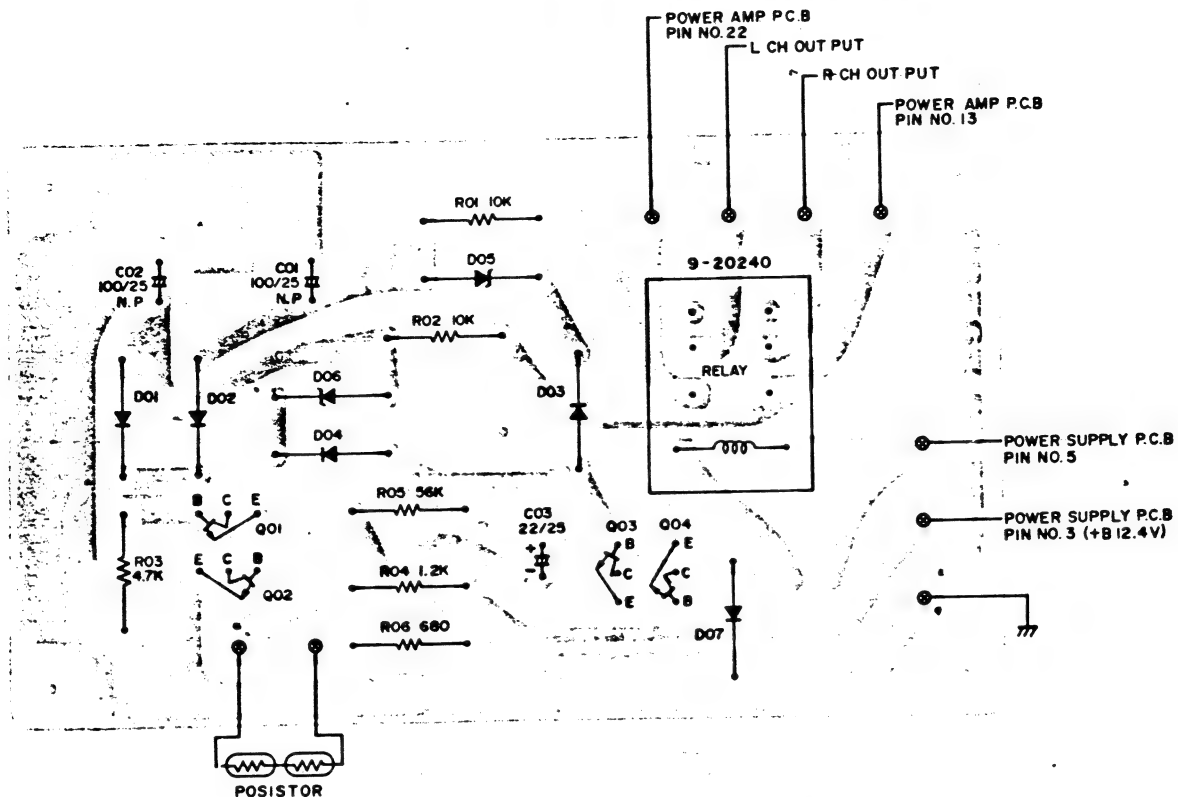 POWER AMP P.C.B
PIN NO. 22
L CH OUT PUT
R CH OUT PUT
POWER AMP P.C.B
PIN NO. 13
R01 10K
D05
C02
100/25
N.P
C01
100/25
N.P
9-20240
R02 10K
RELAY
D01
D02
D06
D03
D04
POWER SUPPLY P.C.B
PIN NO. 5
B C E
Q01
R05 56K
C03
22/25
+
-
Q03
B
C
E
Q04
E
C
B
POWER SUPPLY P.C.B
PIN NO. 3 (+B 12.4V)
R03
4.7K
E C B
Q02
R04 1.2K
R06 680
D07
POSISTOR